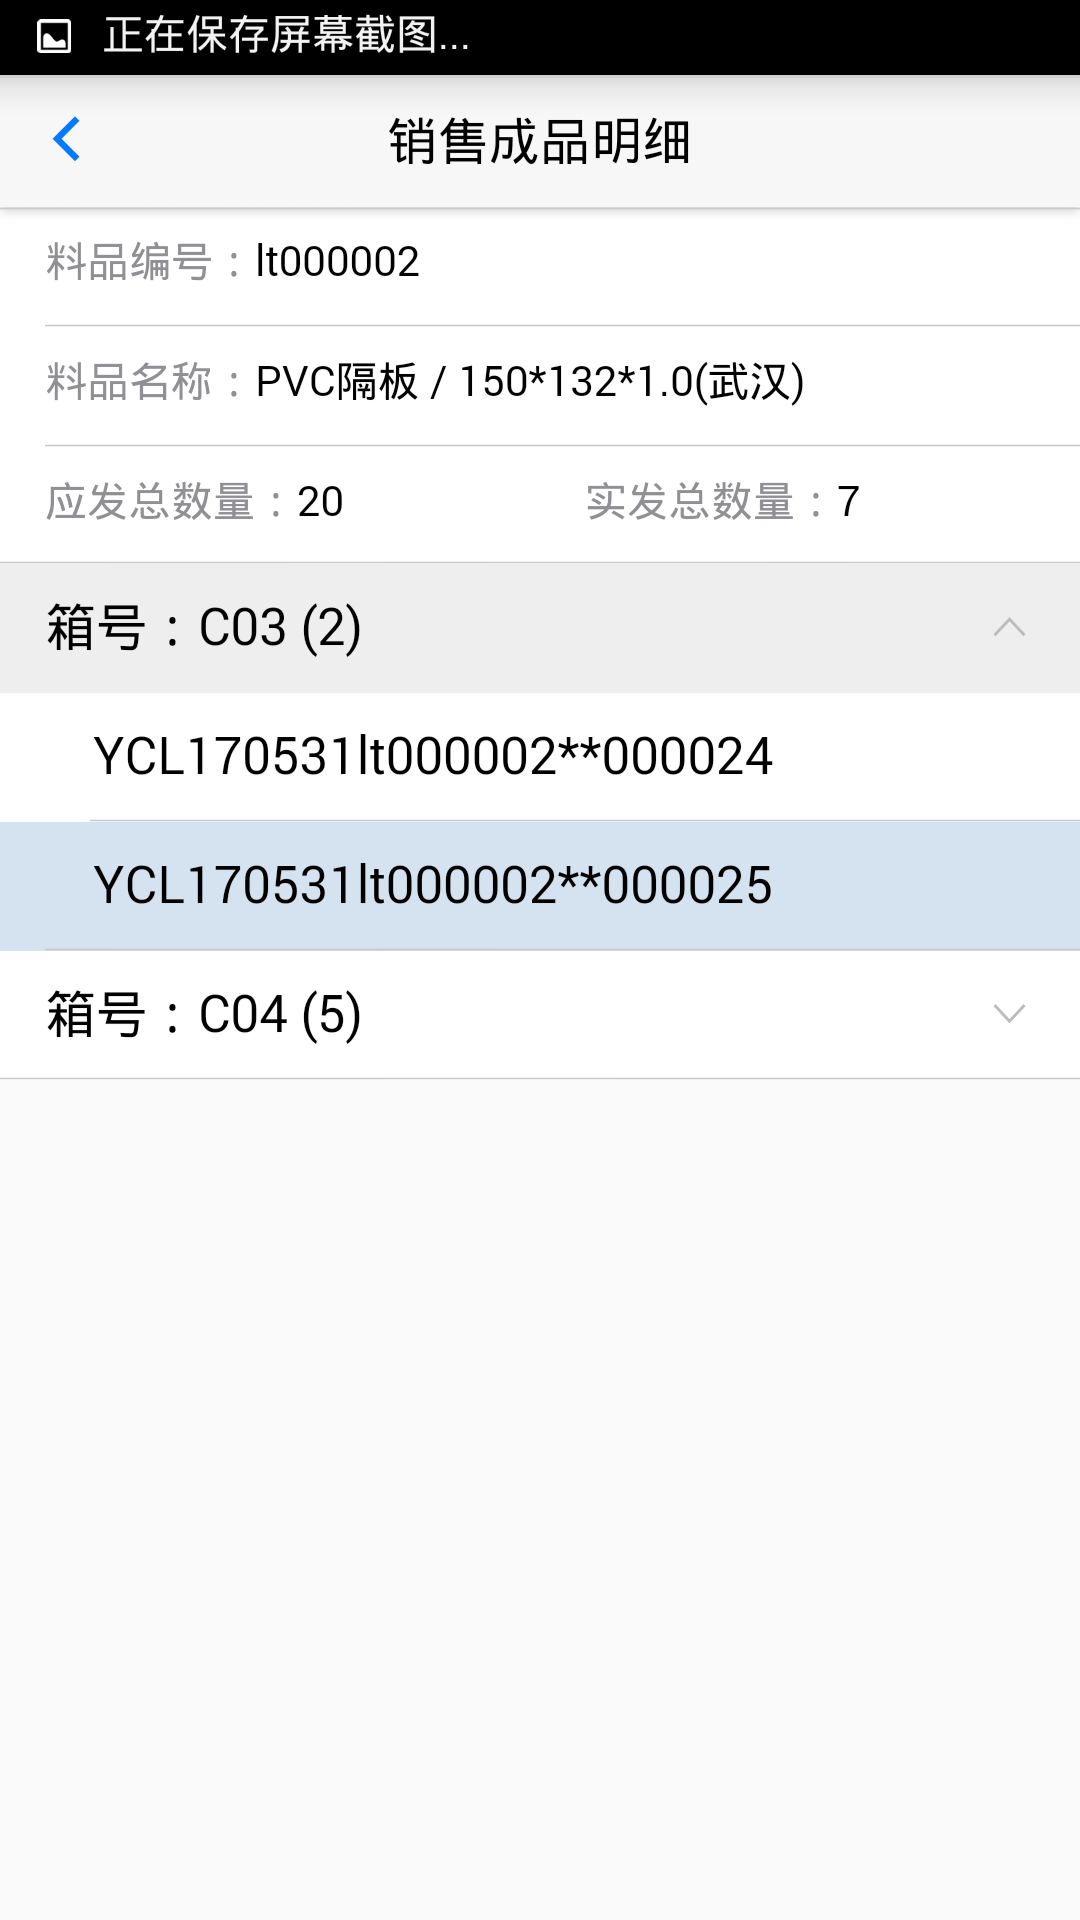 正在保存屏幕截图...
销售成品明细
料品编号：lt000002
料品名称：PVC隔板 / 150*132*1.0(武汉)
应发总数量：20 实发总数量：7
箱号：C03 (2)
YCL170531lt000002**000024
YCL170531lt000002**000025
箱号：C04 (5)